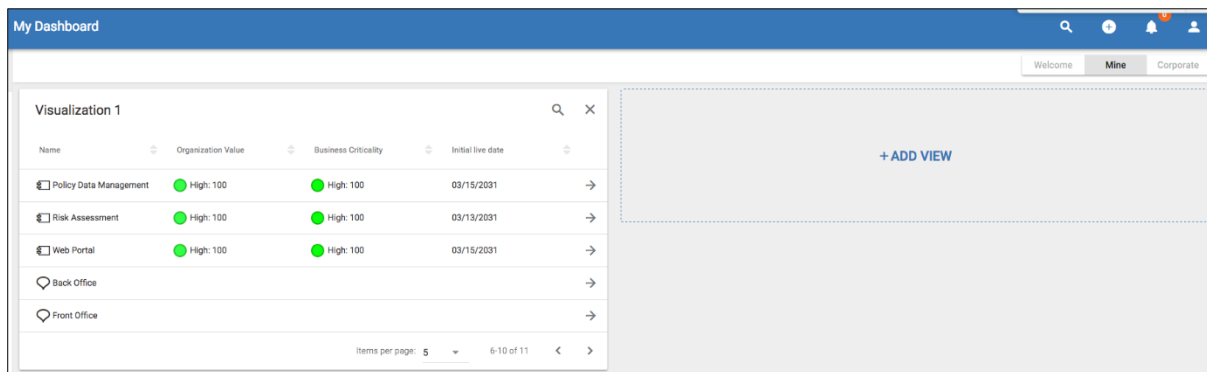 My Dashboard
0
Welcome Mine Corporate
Visualization 1
+ ADD VIEW
Name Organization Value Business Criticality Initial live date
Policy Data Management High: 100 High: 100 03/15/2031
Risk Assessment High: 100 High: 100 03/13/2031
Web Portal High: 100 High: 100 03/15/2031
Back Office
Front Office
Items per page: 5 6-10 of 11